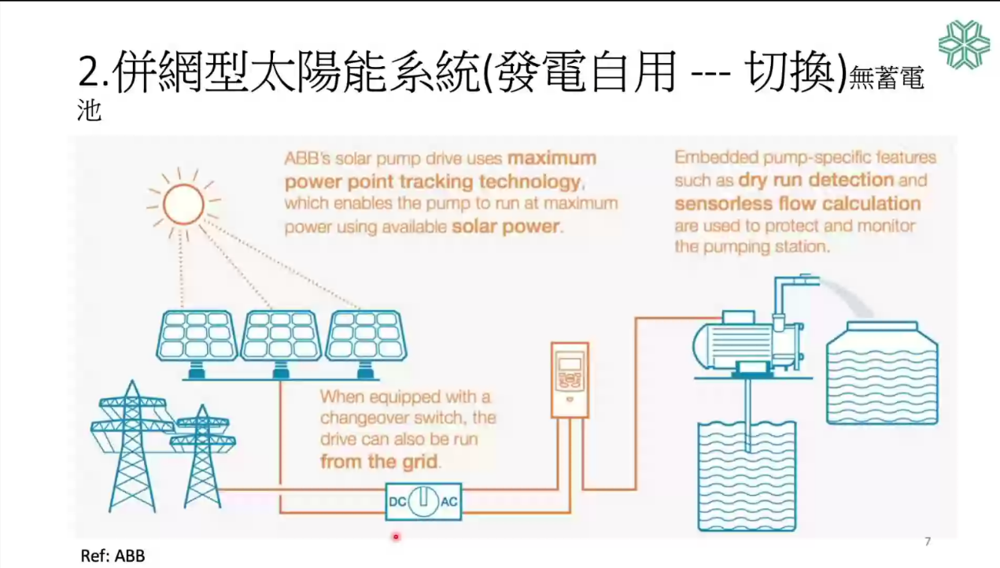 2.併網型太陽能系統(發電自用 --- 切換)無蓄電
池
ABB's solar pump drive uses maximum
power point tracking technology,
which enables the pump to run at maximum
power using available solar power.
Embedded pump-specific features
such as dry run detection and
sensorless flow calculation
are used to protect and monitor
the pumping station.
When equipped with a
changeover switch, the
drive can also be run
from the grid.
DC AC
7
Ref: ABB